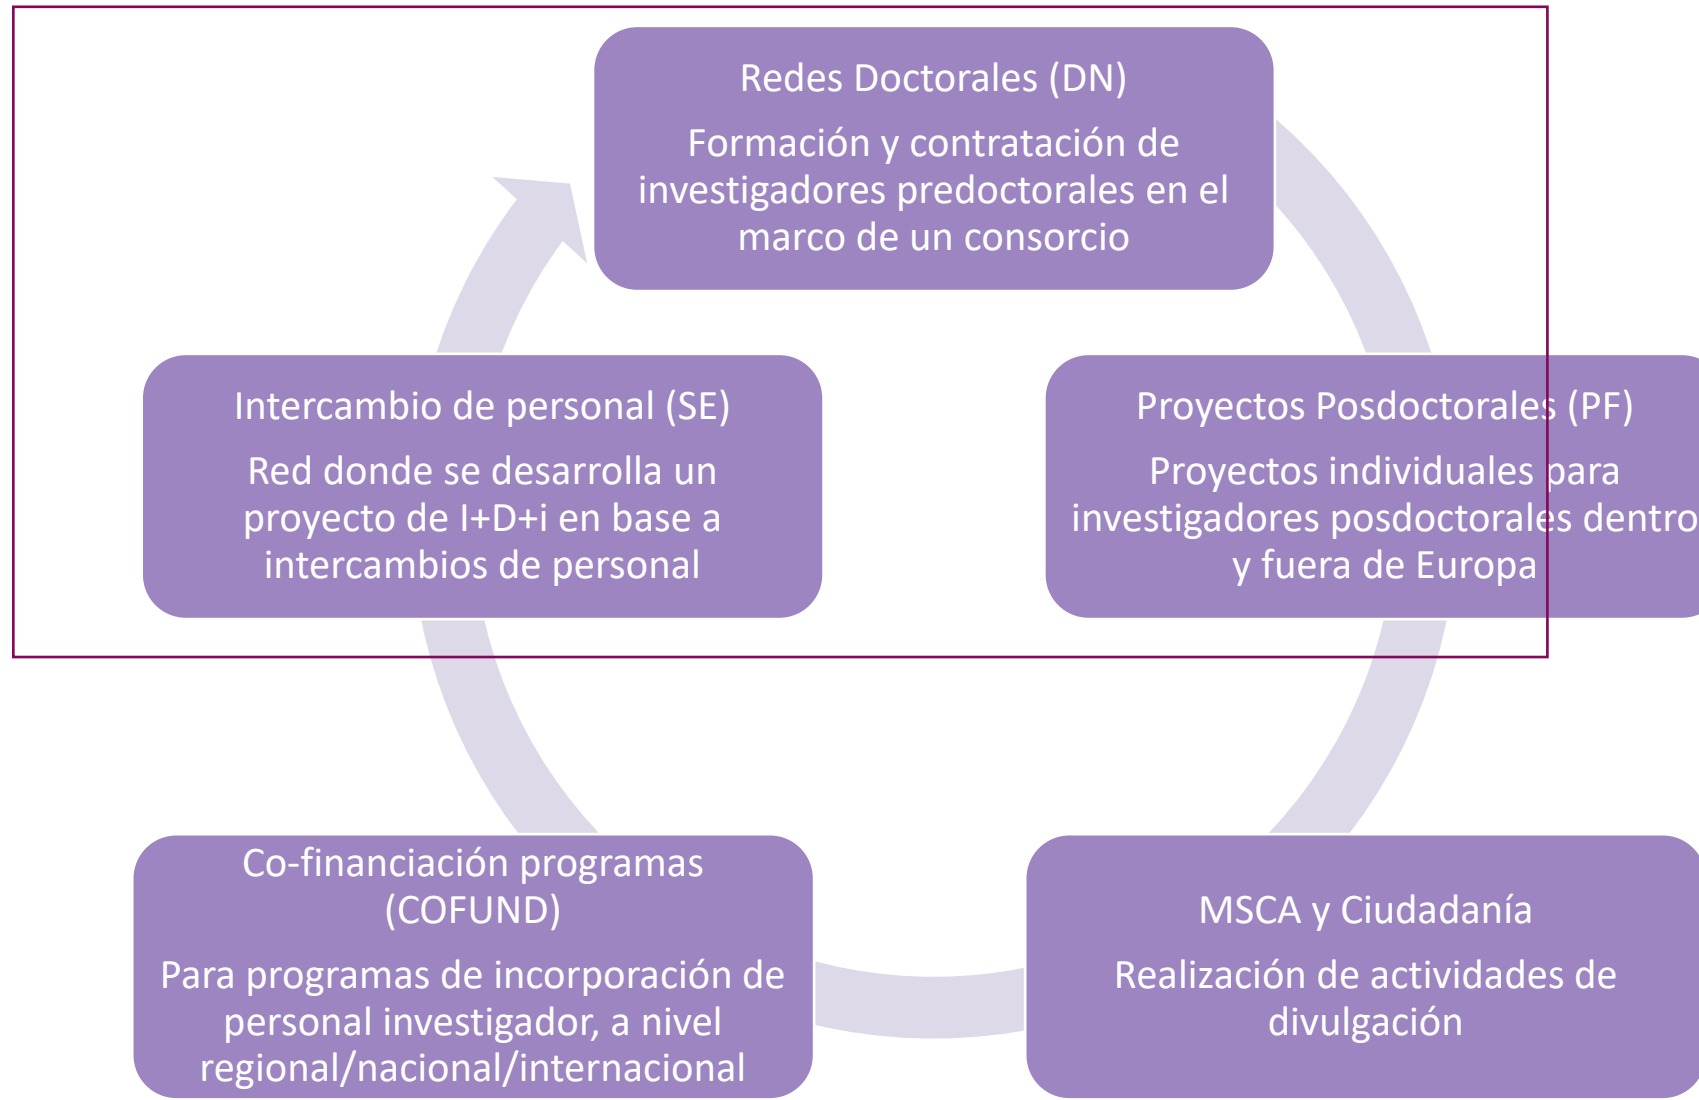 Redes Doctorales (DN)
Formación y contratación de
investigadores predoctorales en el
marco de un consorcio
Intercambio de personal (SE)
Red donde se desarrolla un
proyecto de I+D+i en base a
intercambios de personal
Proyectos Posdoctorales (PF)
Proyectos individuales para
investigadores posdoctorales dentro
y fuera de Europa
Co-financiación programas
(COFUND)
Para programas de incorporación de
personal investigador, a nivel
regional/nacional/internacional
MSCA y Ciudadanía
Realización de actividades de
divulgación